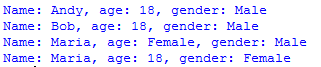 Name: Andy, age: 18, gender: Male
Name: Bob, age: 18, gender: Male
Name: Maria, age: Female, gender: Male
Name: Maria, age: 18, gender: Female